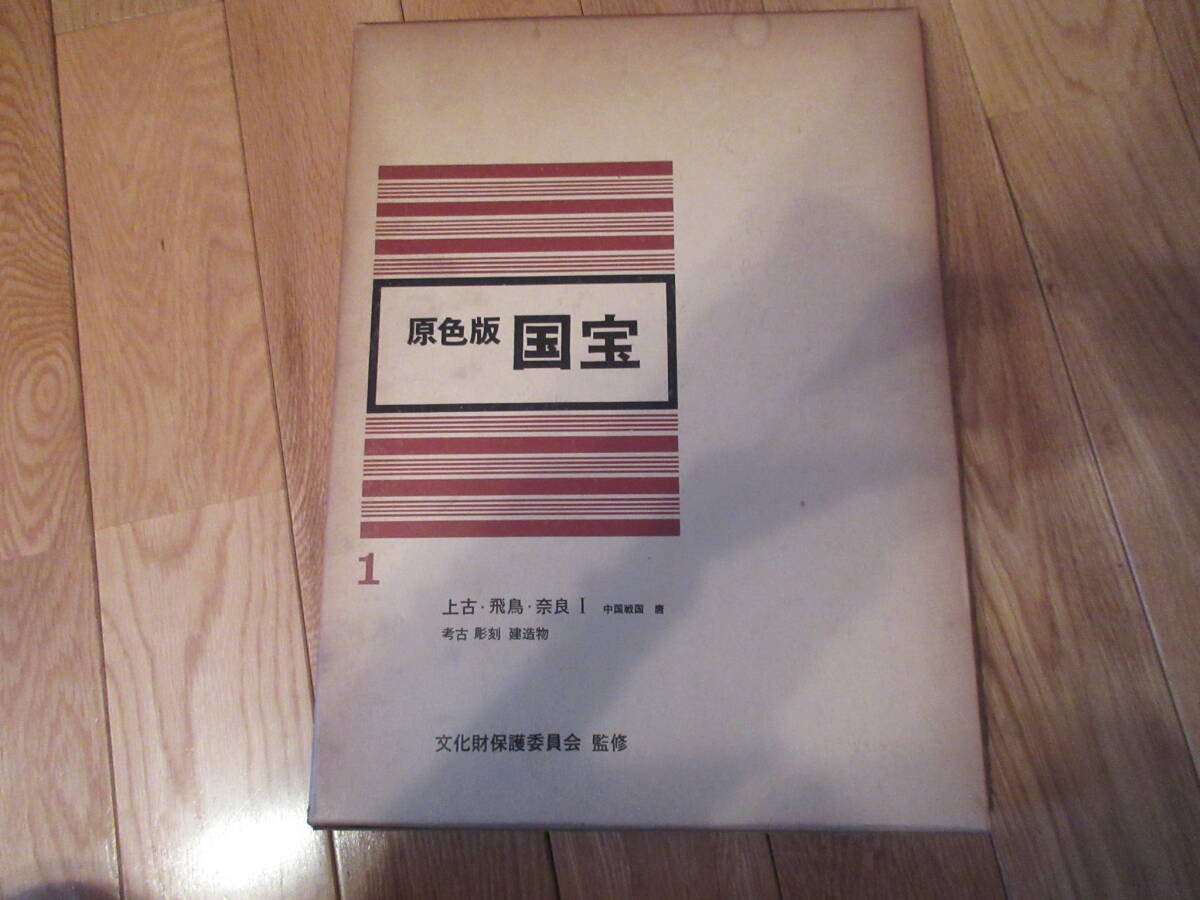 原色版 国宝
1
上古・飛鳥・奈良 I 中国戦国 唐
考古 彫刻 建造物
文化財保護委員会 監修